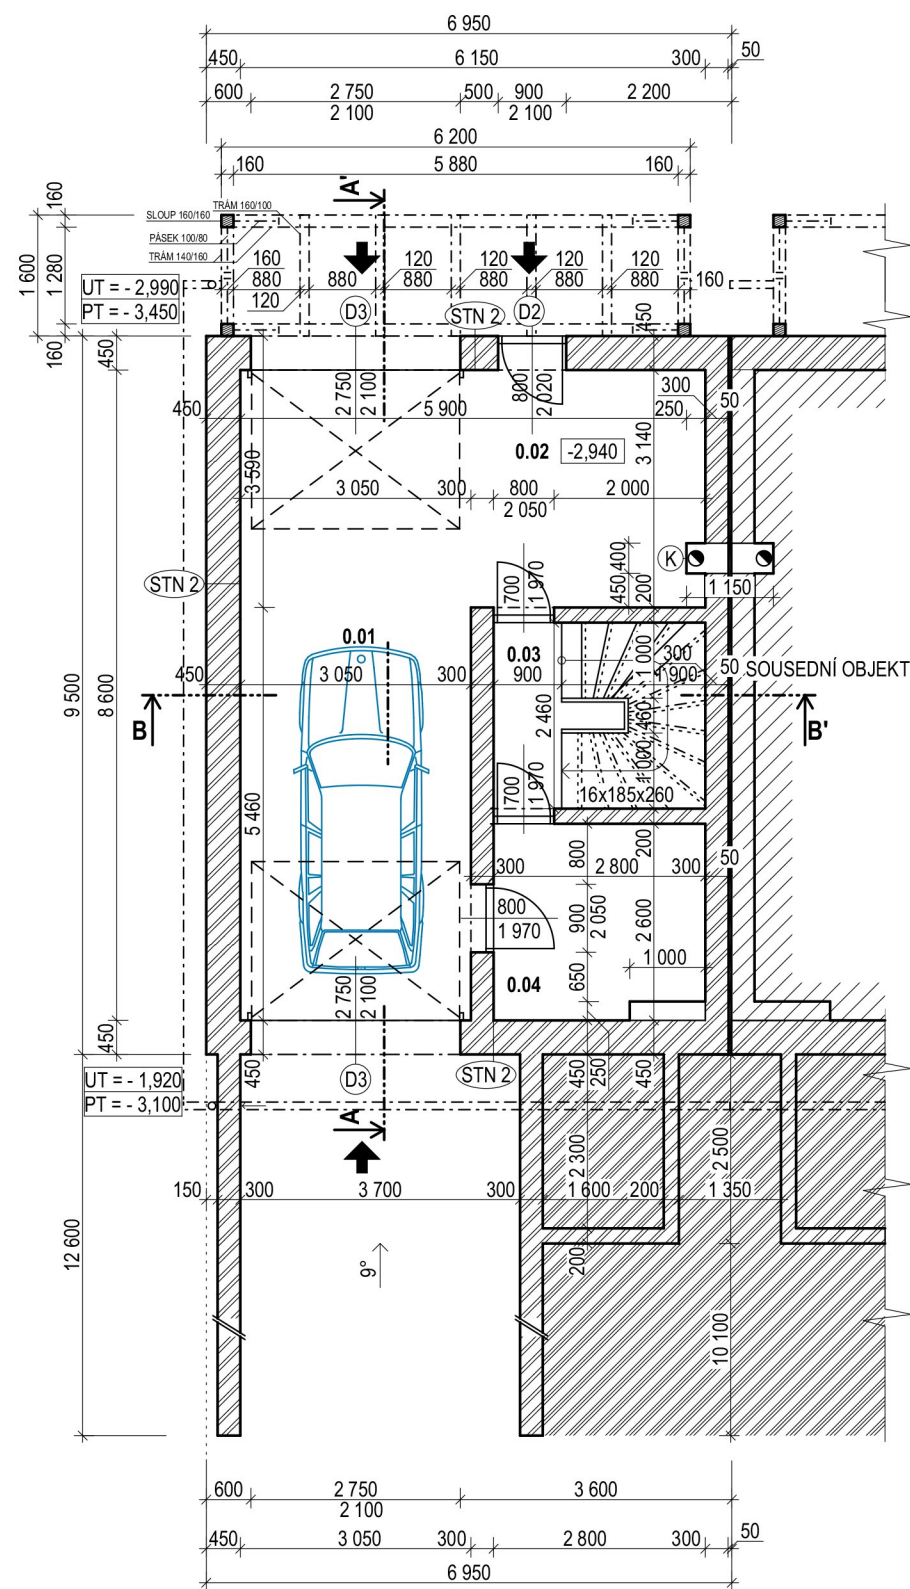 6 950
450 6 150 300 50
600 2 750 500 900 2 200
2 100 2 100
6 200
160 5 880 160
A'
160
1 280
1 600
160
TRÁM 160/100
SLOUP 160/160
PÁSEK 100/80
TRÁM 140/160
160 120 120 120 120
880 880 880 880 880 880 160
120
UT = - 2,990
PT = - 3,450
D3 STN 2 D2
450 450
2 750
2 100
800
2 020
300
50
450 5 900 250
0.02 -2,940
3 140
3 590
3 050 300 800 2 000
2 050
K
400
450
200
1 150
STN 2
700
1 970
0.01
0.03
1 000
300
450 3 050 300 900 1 900 50 SOUSEDNÍ OBJEKT
9 500
8 600
B B'
2 460
460
1 000
700
1 970
16x185x260
5 460
800
200
50
300 2 800 300
800
1 970
900
2 050
2 600
1 000
650
0.04
2 750
2 100
450
UT = - 1,920
PT = - 3,100
450
D3 STN 2
450
250
450
A
2 300
2 500
150 300 3 700 300 1 600 200 1 350
12 600
9°
200
10 100
600 2 750 3 600
2 100
450 3 050 300 2 800 300 50
6 950